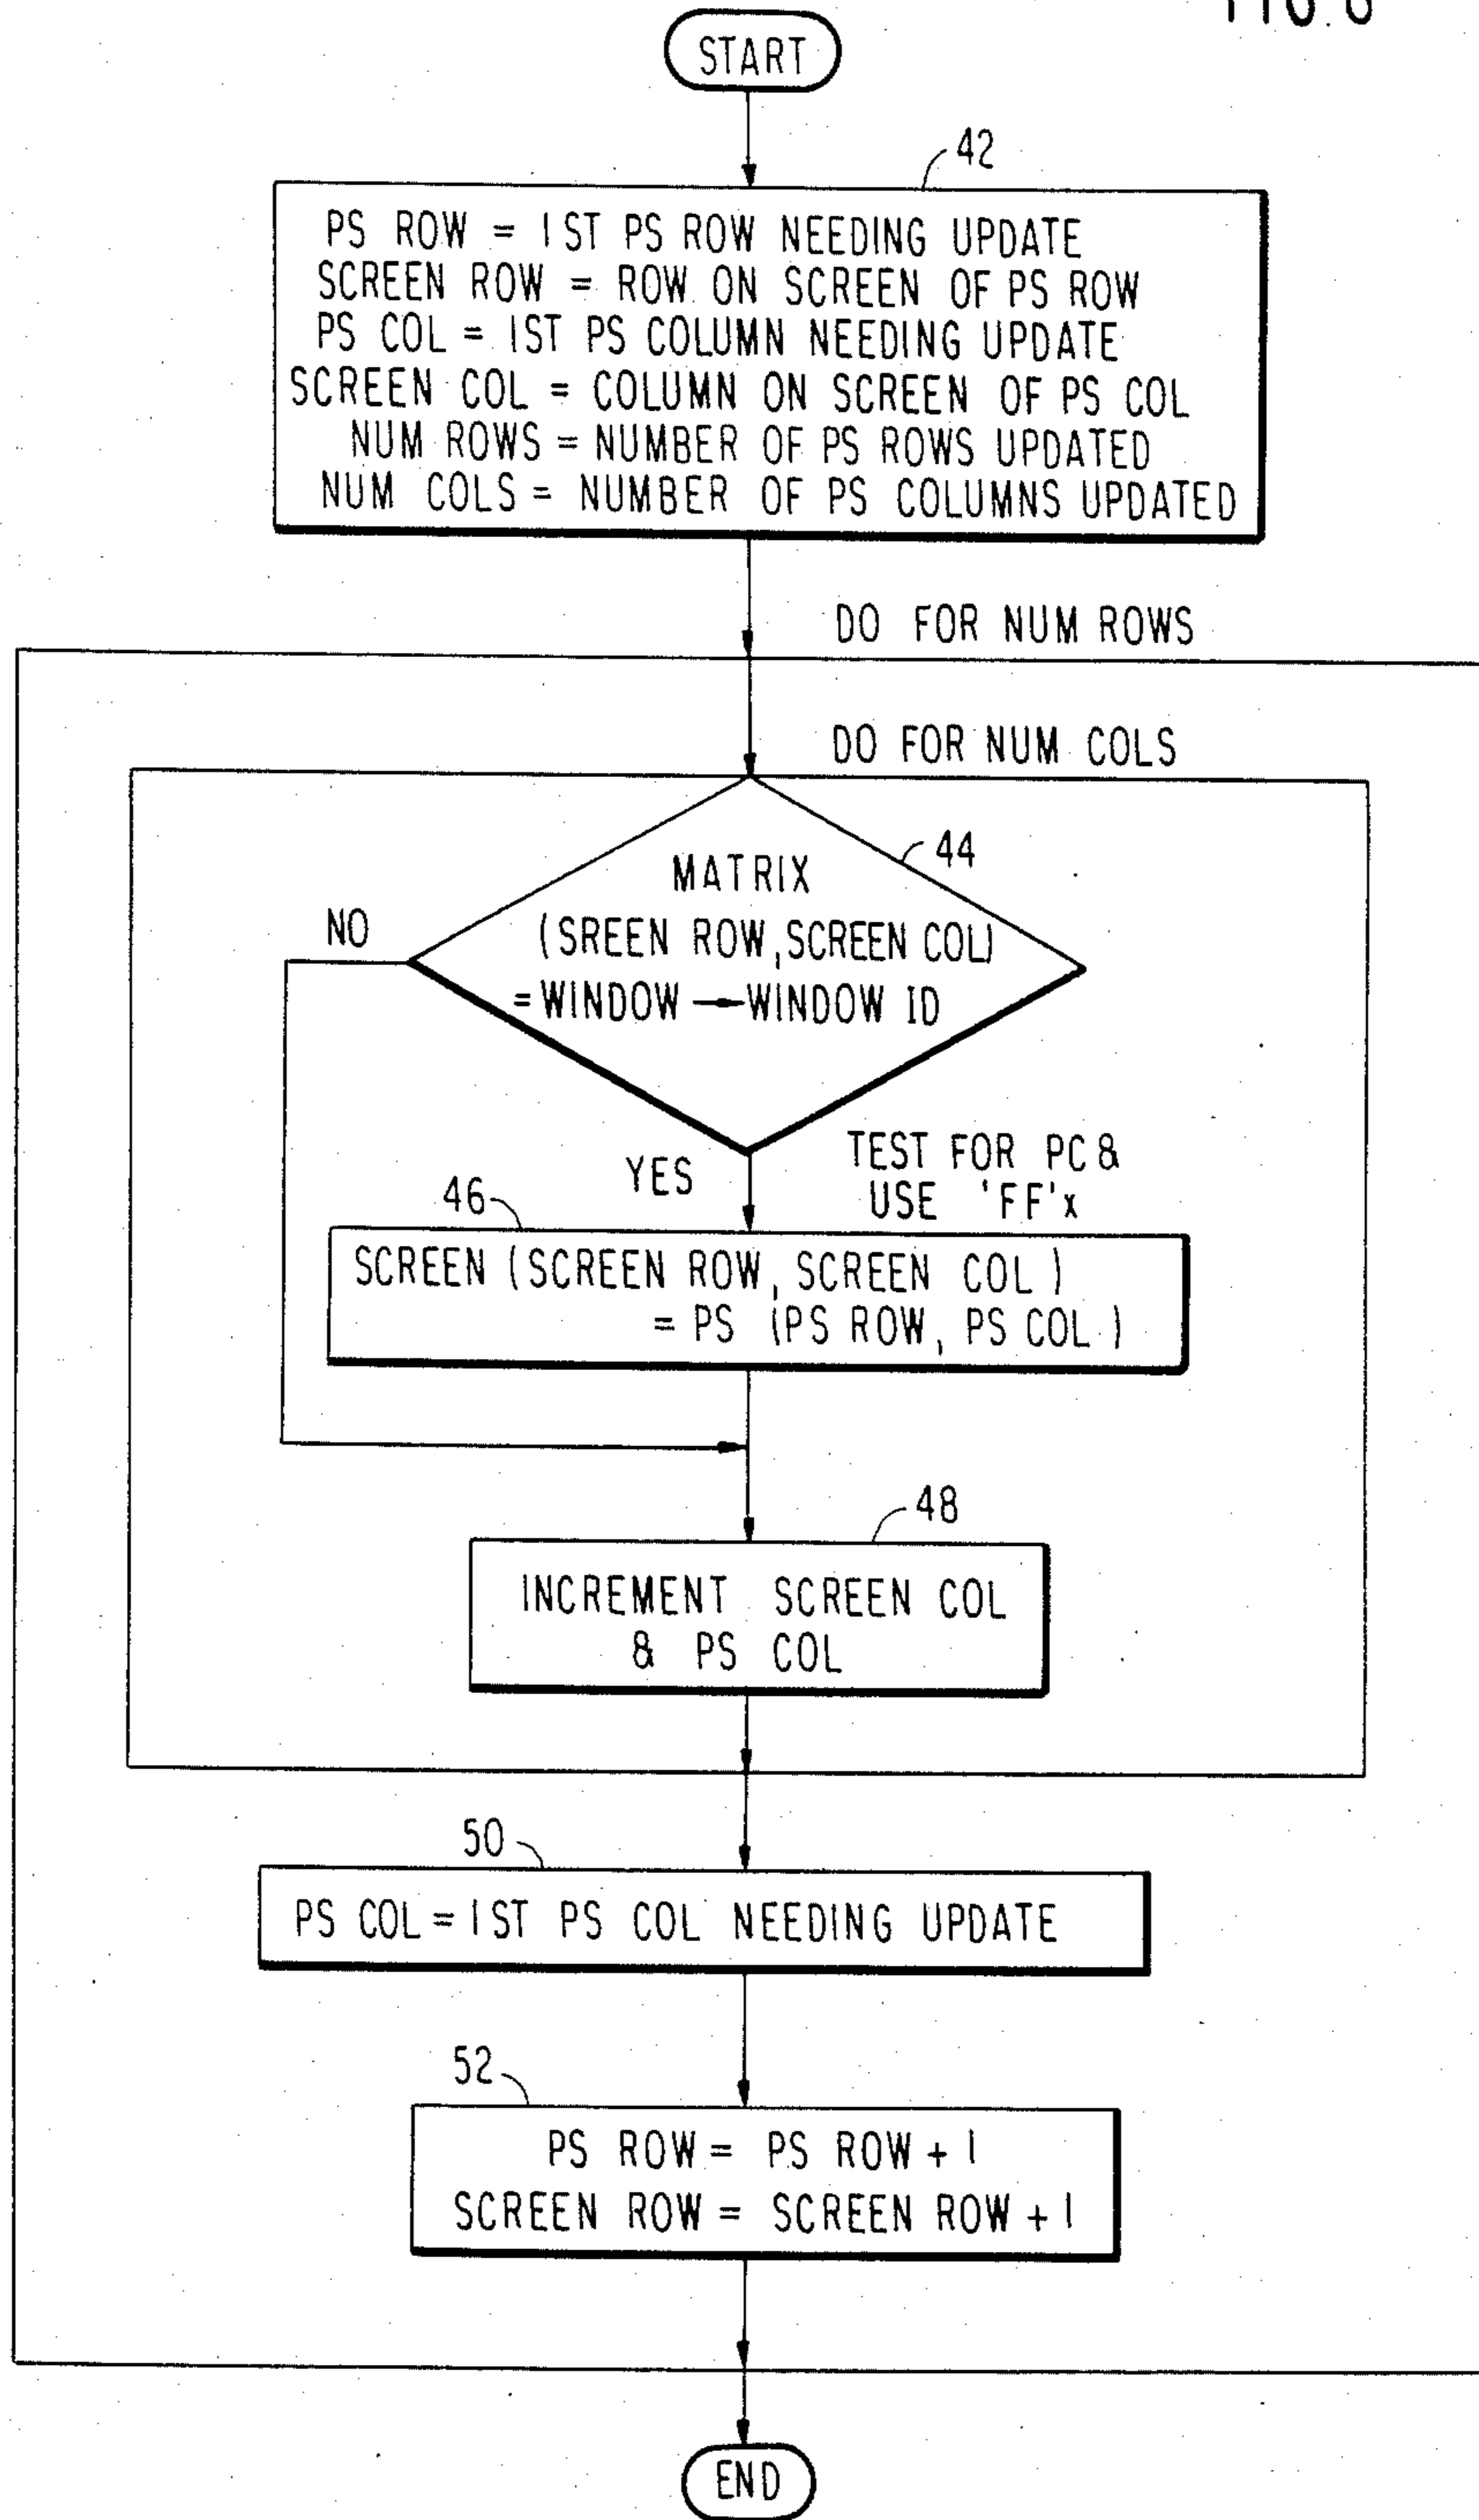 START
42
PS ROW = 1ST PS ROW NEEDING UPDATE
SCREEN ROW = ROW ON SCREEN OF PS ROW
PS COL = 1ST PS COLUMN NEEDING UPDATE
SCREEN COL = COLUMN ON SCREEN OF PS COL
NUM ROWS = NUMBER OF PS ROWS UPDATED
NUM COLS = NUMBER OF PS COLUMNS UPDATED
DO FOR NUM ROWS
DO FOR NUM COLS
44
MATRIX
(SREEN ROW, SCREEN COL)
= WINDOW → WINDOW ID
NO
YES
TEST FOR PC &
USE 'FF'x
46
SCREEN (SCREEN ROW, SCREEN COL)
= PS (PS ROW, PS COL)
48
INCREMENT SCREEN COL
& PS COL
50
PS COL = 1ST PS COL NEEDING UPDATE
52
PS ROW = PS ROW + 1
SCREEN ROW = SCREEN ROW + 1
END